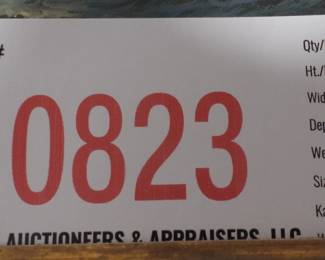 #
0823
AUCTIONEERS & APPRAISERS, LLC
Qty/
Ht./
Wid
Dep
We
Siz
Ka